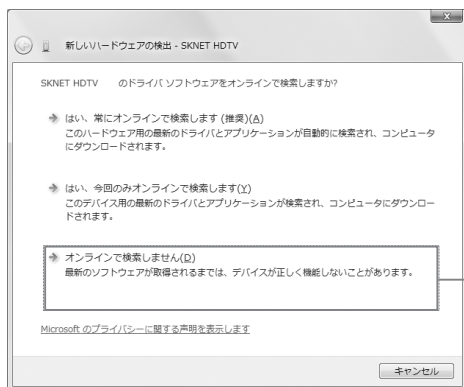 新しいハードウェアの検出 - SKNET HDTV
SKNET HDTV のドライバ ソフトウェアをオンラインで検索しますか?
はい、常にオンラインで検索します (推奨)(A)
このハードウェア用の最新のドライバとアプリケーションが自動的に検索され、コンピュータ
にダウンロードされます。
はい、今回のみオンラインで検索します(Y)
このデバイス用の最新のドライバとアプリケーションが検索され、コンピュータにダウンロー
ドされます。
オンラインで検索しません(D)
最新のソフトウェアが取得されるまでは、デバイスが正しく機能しないことがあります。
Microsoft のプライバシーに関する声明を表示します
キャンセル